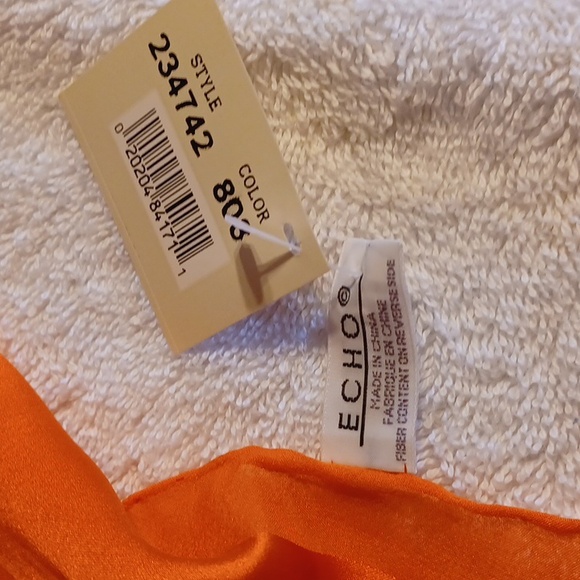 STYLE
234742
COLOR
0 20204 84171 1
ECHO®
MADE IN CHINA
FABRIQUE EN CHINE
FIBER CONTENT ON REVERSE SIDE